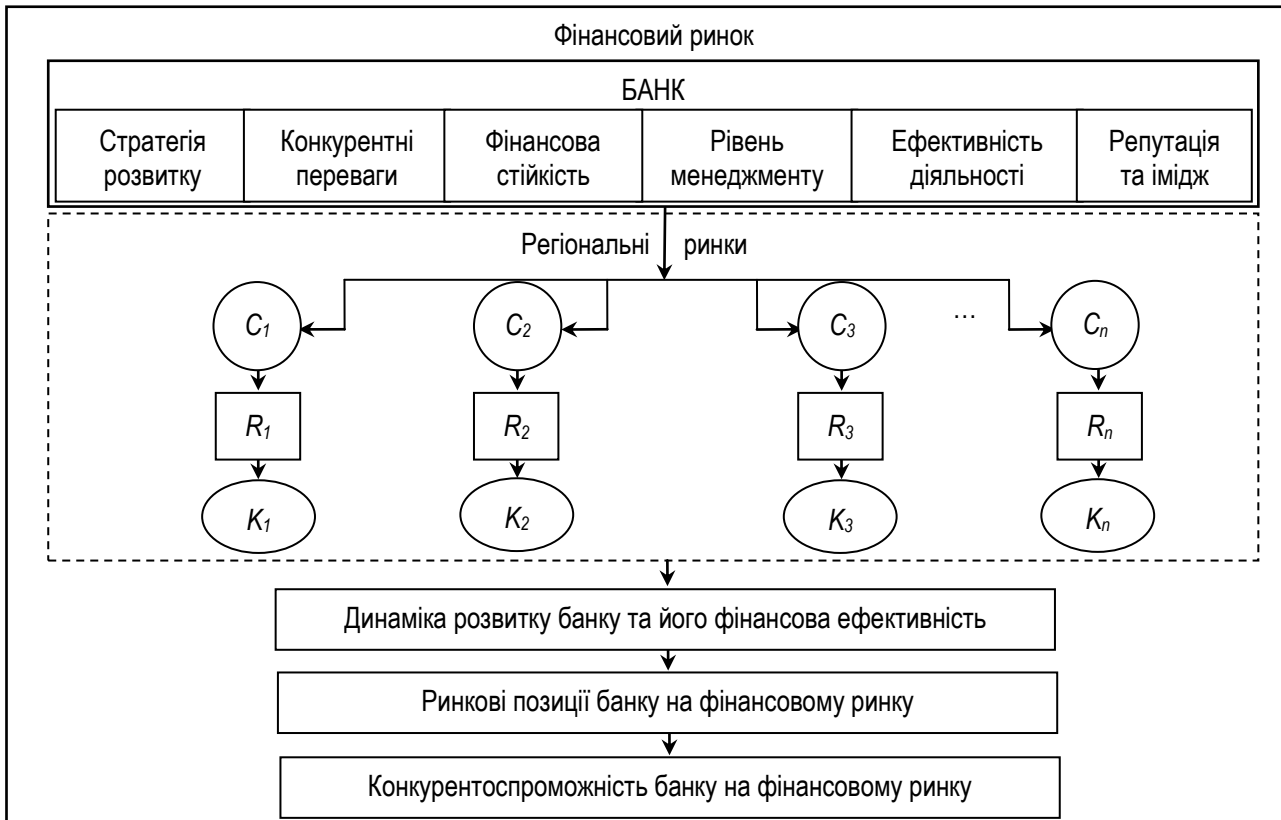 Фінансовий ринок
БАНК
Стратегія
розвитку
Конкурентні
переваги
Фінансова
стійкість
Рівень
менеджменту
Ефективність
діяльності
Репутація
та імідж
Регіональні ринки
C1 C2 C3 … Cn
R1 R2 R3 Rn
K1 K2 K3 Kn
Динаміка розвитку банку та його фінансова ефективність
Ринкові позиції банку на фінансовому ринку
Конкурентоспроможність банку на фінансовому ринку